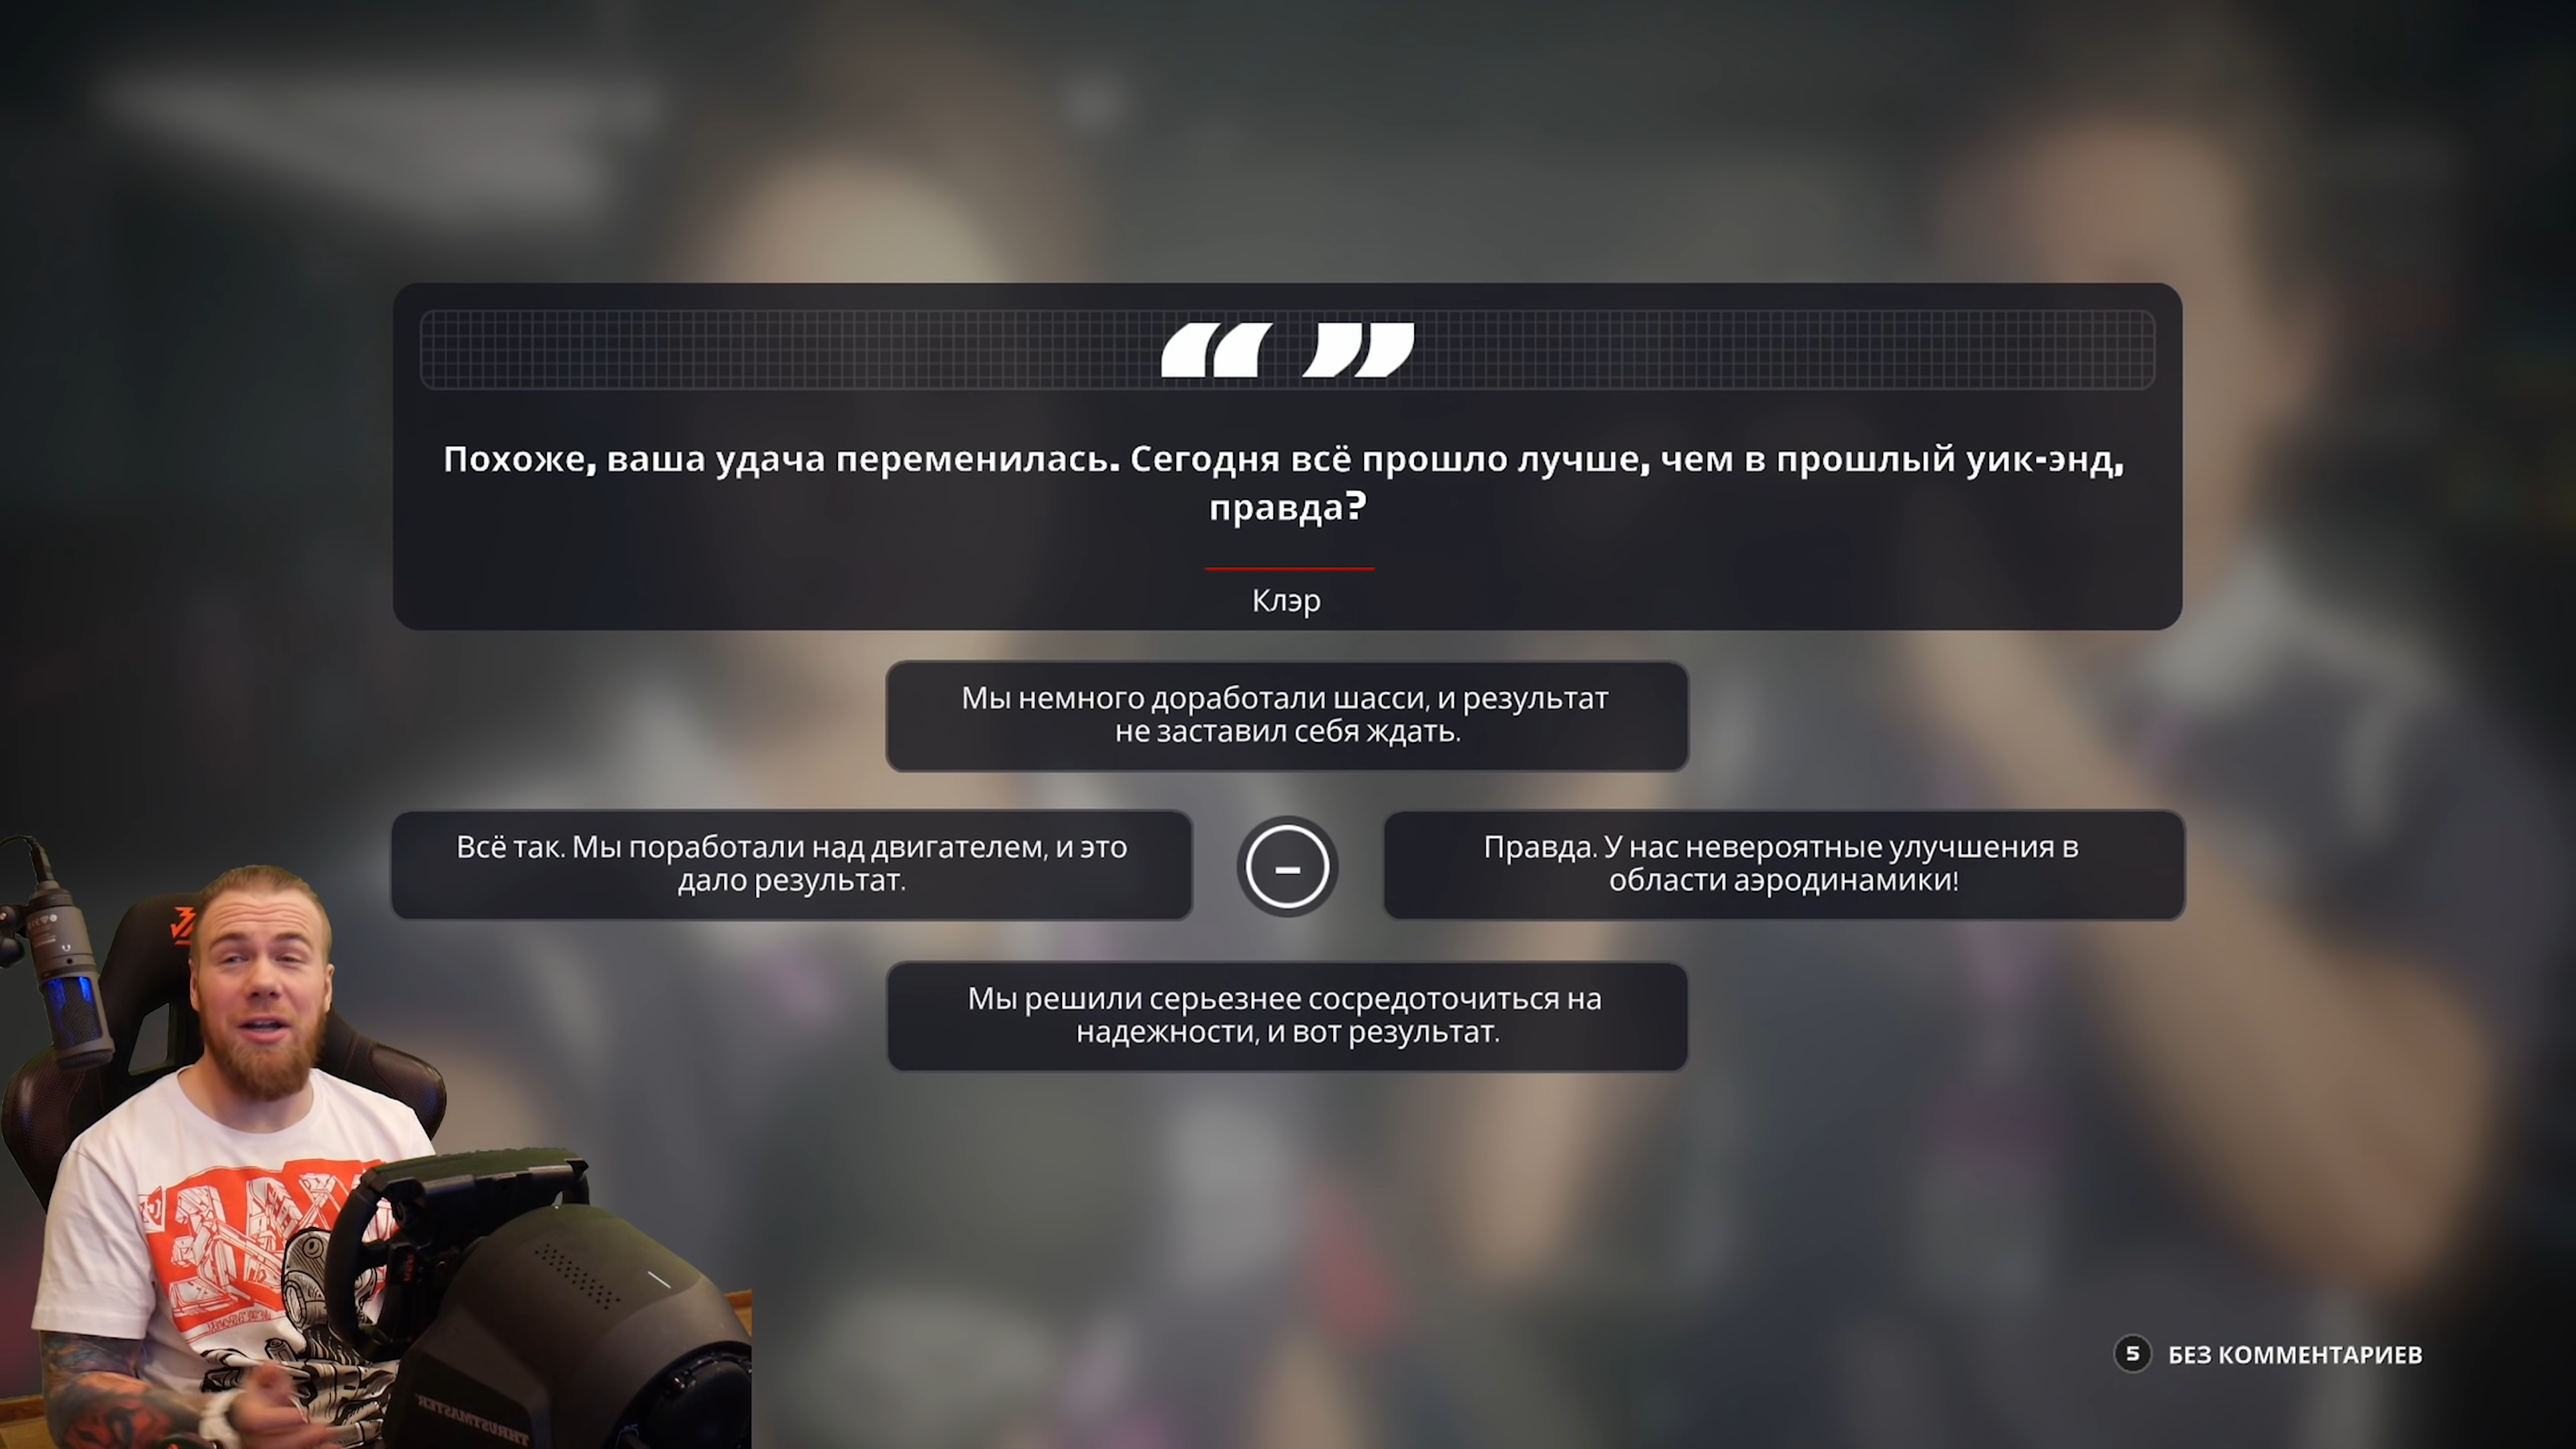 “ ”
Похоже, ваша удача переменилась. Сегодня всё прошло лучше, чем в прошлый уик-энд,
правда?
Клэр
Мы немного доработали шасси, и результат
не заставил себя ждать.
Всё так. Мы поработали над двигателем, и это
дало результат.
Правда. У нас невероятные улучшения в
области аэродинамики!
Мы решили серьезнее сосредоточиться на
надежности, и вот результат.
THRUSTMASTER
5 БЕЗ КОММЕНТАРИЕВ